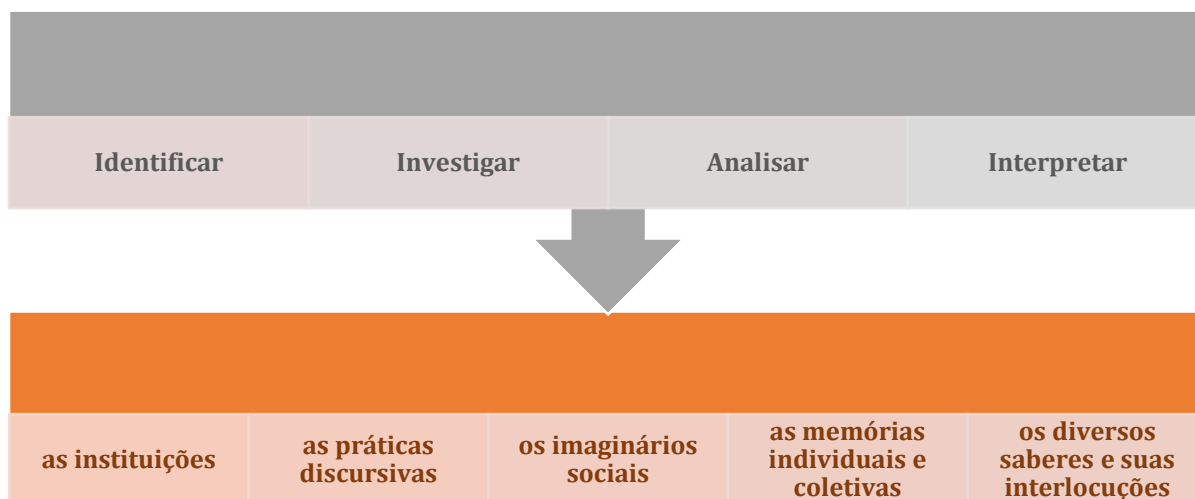 Identificar
Investigar
Analisar
Interpretar
as instituições
as práticas
discursivas
os imaginários
sociais
as memórias
individuais e
coletivas
os diversos
saberes e suas
interlocuções